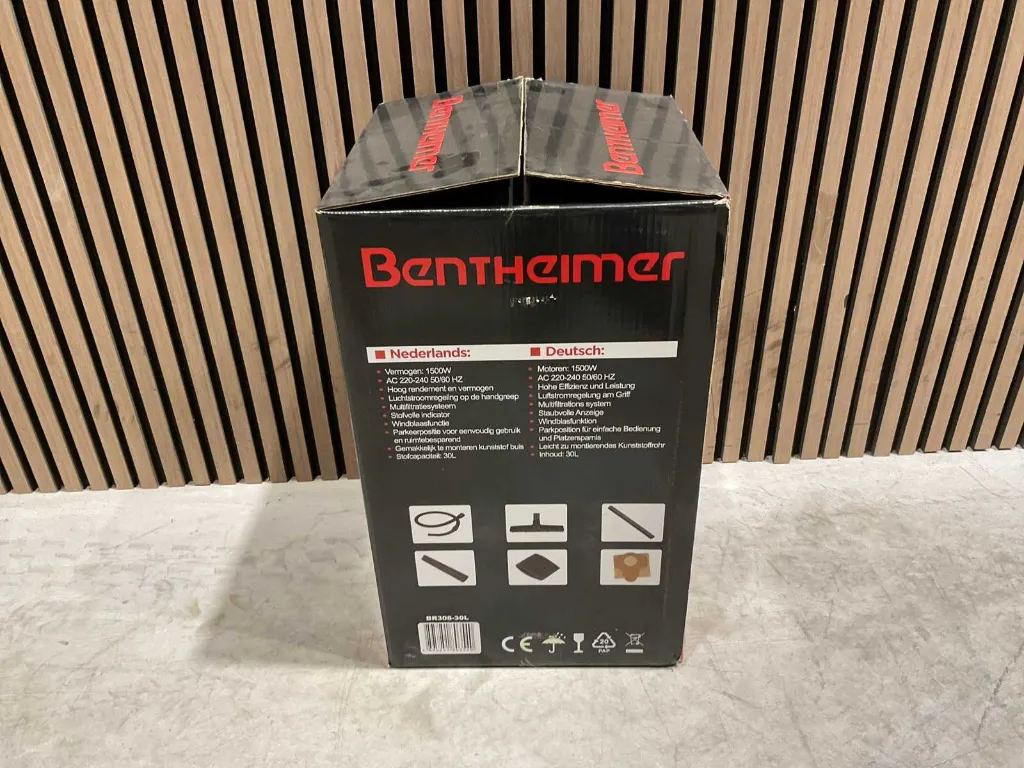 Bentheimer
Bentheimer
Bentheimer
Nederlands:
Vermogen: 1500W
AC 220-240 50/60 HZ
Hoog rendement en vermogen
Luchtstroomregeling op de handgreep
Multifiltratiesysteem
Stofvolle indicator
Windblaasfunctie
Parkeerpositie voor eenvoudig gebruik
en ruimtebesparend
Gemakkelijk te monteren kunststof buis
Stofcapaciteit: 30L
Deutsch:
Motoren: 1500W
AC 220-240 50/60 HZ
Hohe Effizienz und Leistung
Luftstromregelung am Griff
Multifiltrations system
Staubvolle Anzeige
Windblasfunktion
Parkposition für einfache Bedienung
und Platzersparnis
Leicht zu montierendes Kunststoffrohr
Inhoud: 30L
BR306-30L
CE
20
PAP